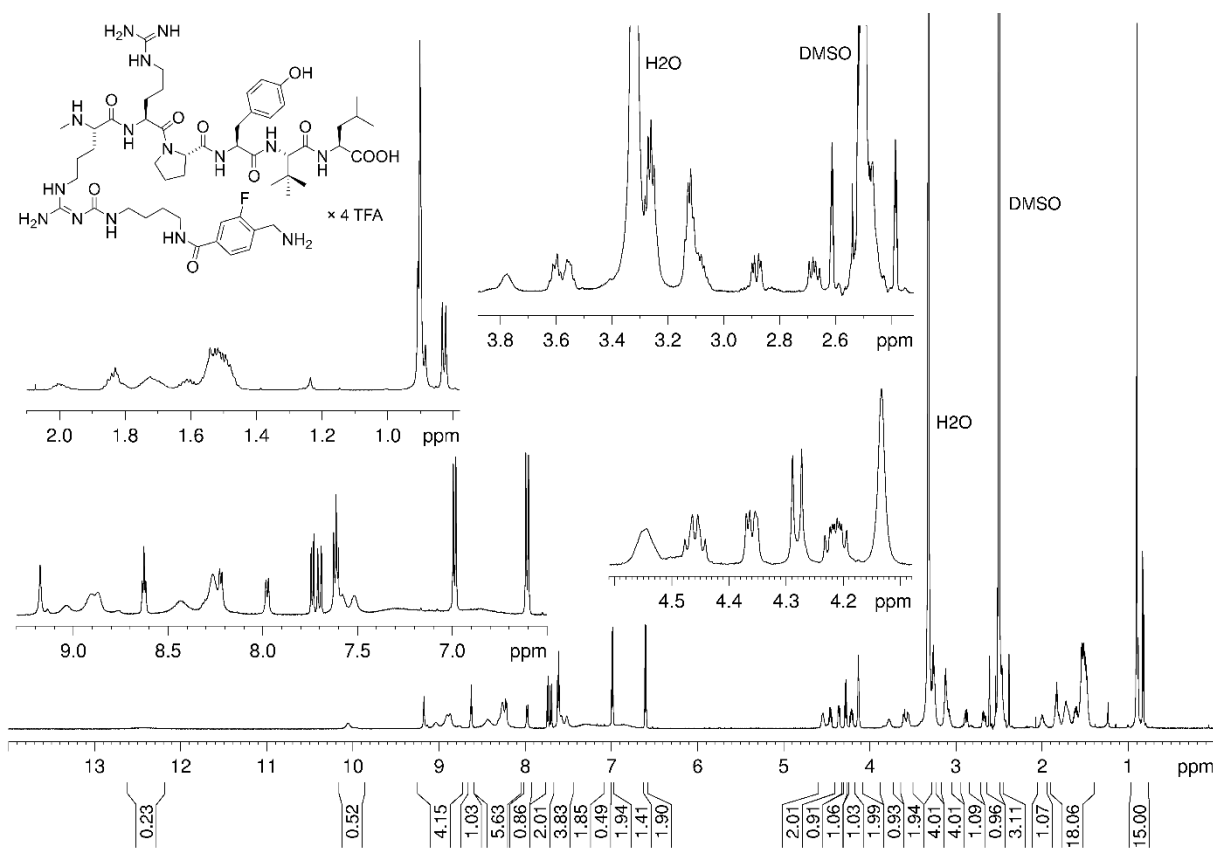 H2N NH
HN
OH
O O O
N H N H N H N H N H N
O O O COOH
HN O F × 4 TFA
H2N N N H H N NH2
O
H2O
DMSO
3.8 3.6 3.4 3.2 3.0 2.8 2.6 ppm
2.0 1.8 1.6 1.4 1.2 1.0 ppm
H2O
DMSO
4.5 4.4 4.3 4.2 ppm
9.0 8.5 8.0 7.5 7.0 ppm
13 12 11 10 9 8 7 6 5 4 3 2 1 ppm
0.23 0.52 4.15 1.03 5.63 0.86 2.01 3.83 1.85 0.49 1.94 1.41 1.90 2.01 0.91 1.06 1.03 1.99 0.93 1.94 4.01 4.01 1.09 0.96 3.11 1.07 18.06 15.00